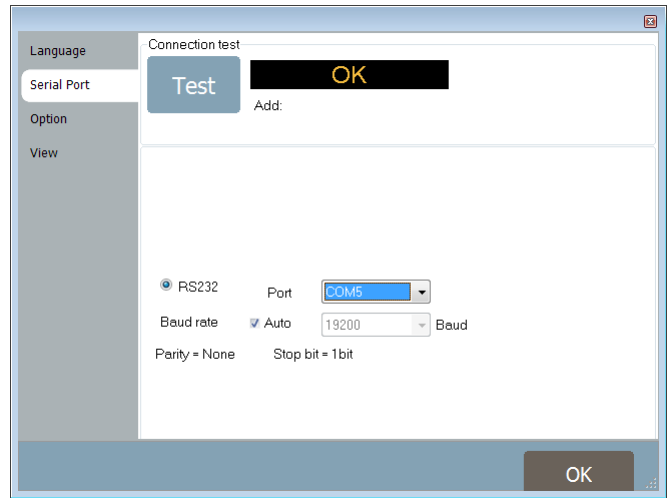 Language
Serial Port
Option
View
Connection test
Test
OK
Add:
RS232
Port
COM5
Baud rate
Auto
19200
Baud
Parity = None
Stop bit = 1bit
OK